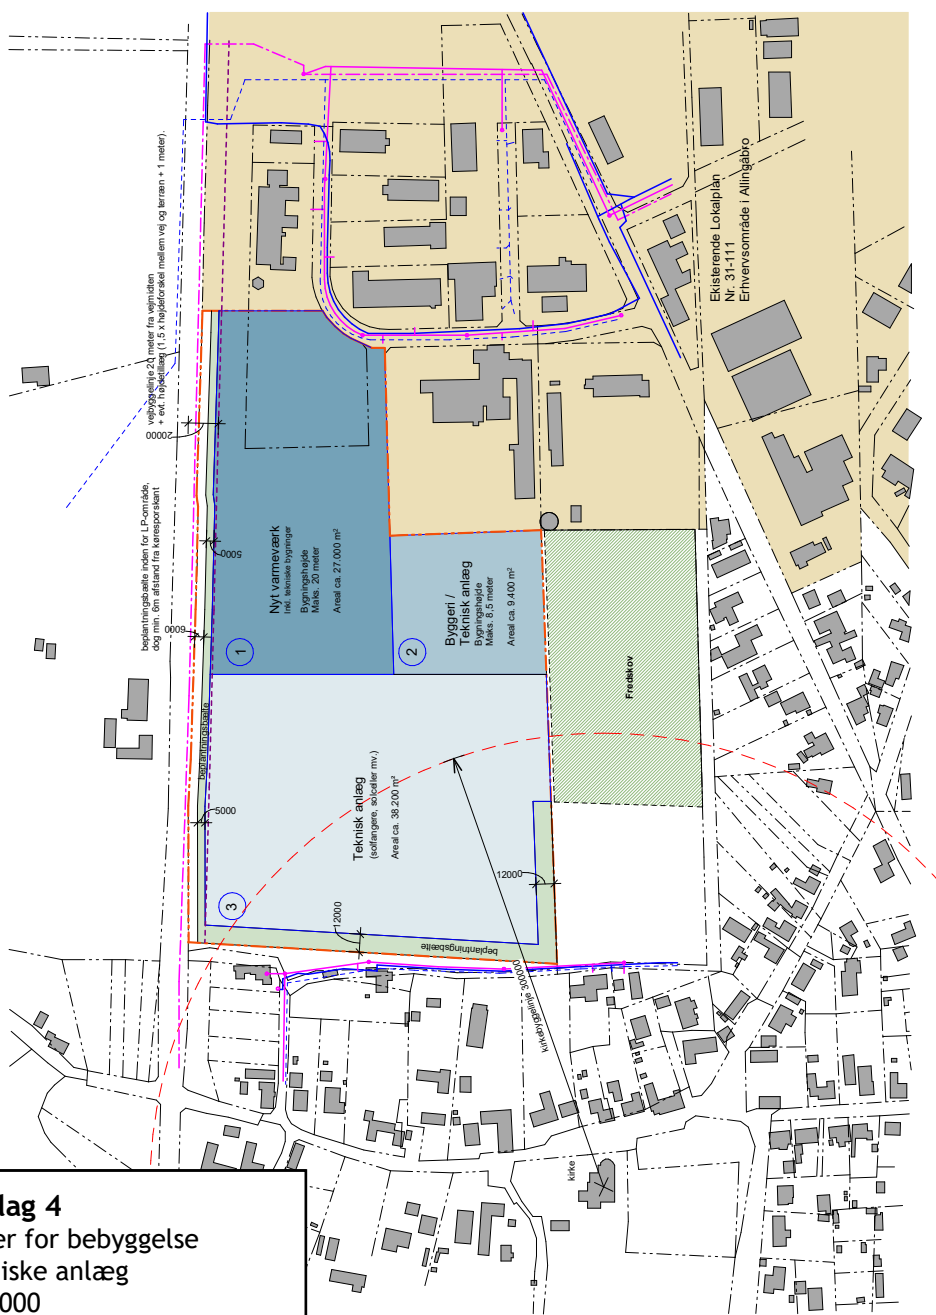 vejbyggelinje 20 meter fra vejmidten
+ evt. højdetillæg (1,5 x højdeforskel mellem vej og terræn + 1 meter).
20000
beplantningsbælte inden for LP-område,
dog min. 6m afstand fra køresporskant
5000
6000
Ekisterende Lokalplan
Nr. 31-111
Erhvervsområde i Allingåbro
Nyt varmeværk
Inkl. tekniske bygninger
Bygningshøjde
Maks. 20 meter
Areal ca. 27.000 m²
1
Byggeri /
Teknisk anlæg
Bygningshøjde
Maks. 8,5 meter
Areal ca. 9.400 m²
2
Fredskov
beplantningsbælte
5000
Teknisk anlæg
(solfangere, solceller mv.)
Areal ca. 38.200 m²
3
12000
12000
beplantningsbælte
kirkebyggelinje 300000
kirke
lag 4
er for bebyggelse
iske anlæg
000